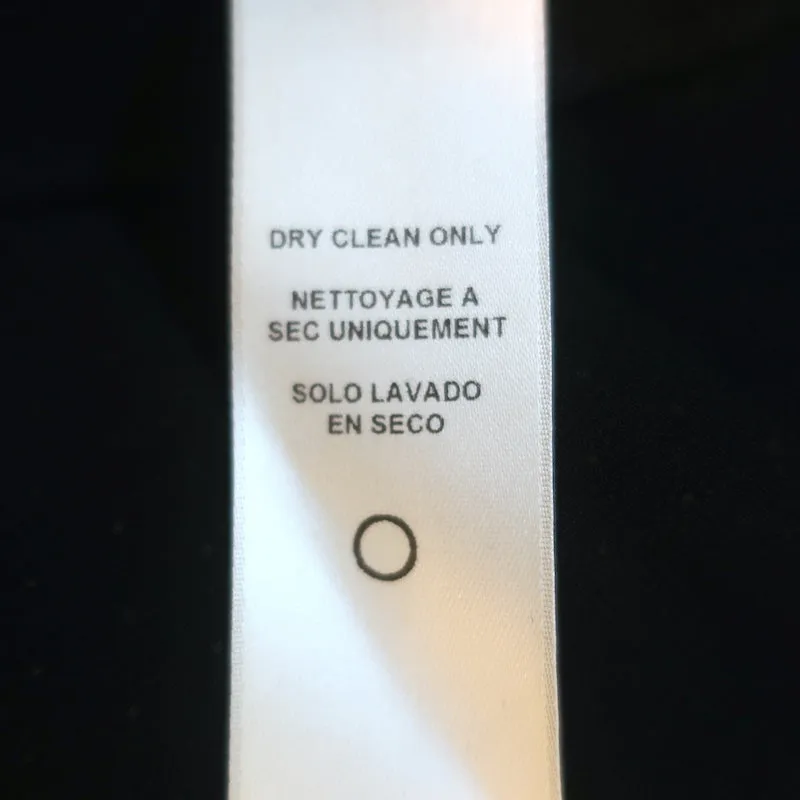 DRY CLEAN ONLY
NETTOYAGE A
SEC UNIQUEMENT
SOLO LAVADO
EN SECO